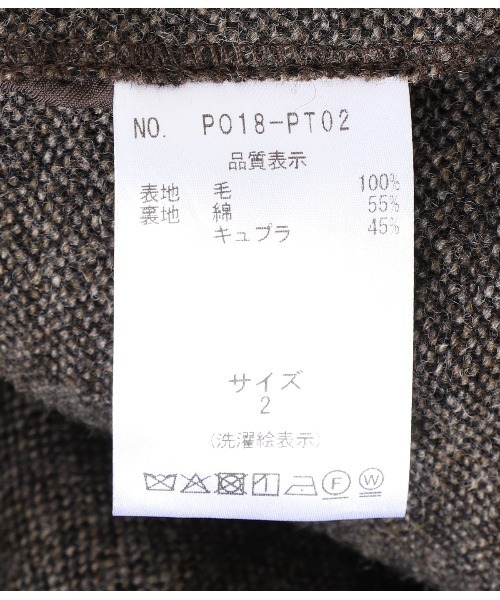 NO. PO18-PT02
品質表示
表地 毛 100%
裏地 綿 55%
キュプラ 45%
サイズ
2
(洗濯絵表示)
F W